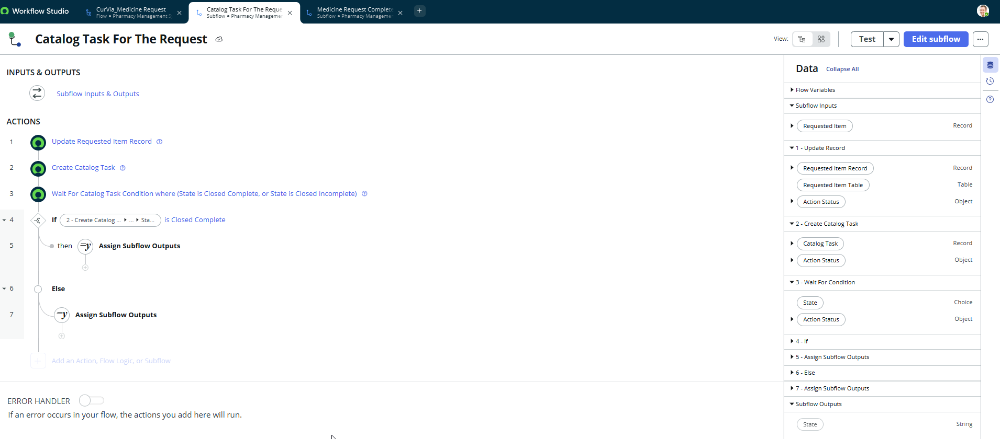 Workflow Studio
CurVia_Medicine Request
Flow • Pharmacy Management S
Catalog Task For The Reque
Subflow • Pharmacy Manageme
Medicine Request Complete
Subflow • Pharmacy Manageme
Catalog Task For The Request
View:
Test
Edit subflow
INPUTS & OUTPUTS
Subflow Inputs & Outputs
ACTIONS
1 Update Requested Item Record
2 Create Catalog Task
3 Wait For Catalog Task Condition where (State is Closed Complete, or State is Closed Incomplete)
4 If 2 - Create Catalog ... ... Sta... is Closed Complete
5 then Assign Subflow Outputs
6 Else
7 Assign Subflow Outputs
Add an Action, Flow Logic, or Subflow
ERROR HANDLER
If an error occurs in your flow, the actions you add here will run.
Data Collapse All
Flow Variables
Subflow Inputs
Requested Item Record
1 - Update Record
Requested Item Record Record
Requested Item Table Table
Action Status Object
2 - Create Catalog Task
Catalog Task Record
Action Status Object
3 - Wait For Condition
State Choice
Action Status Object
4 - If
5 - Assign Subflow Outputs
6 - Else
7 - Assign Subflow Outputs
Subflow Outputs
State String